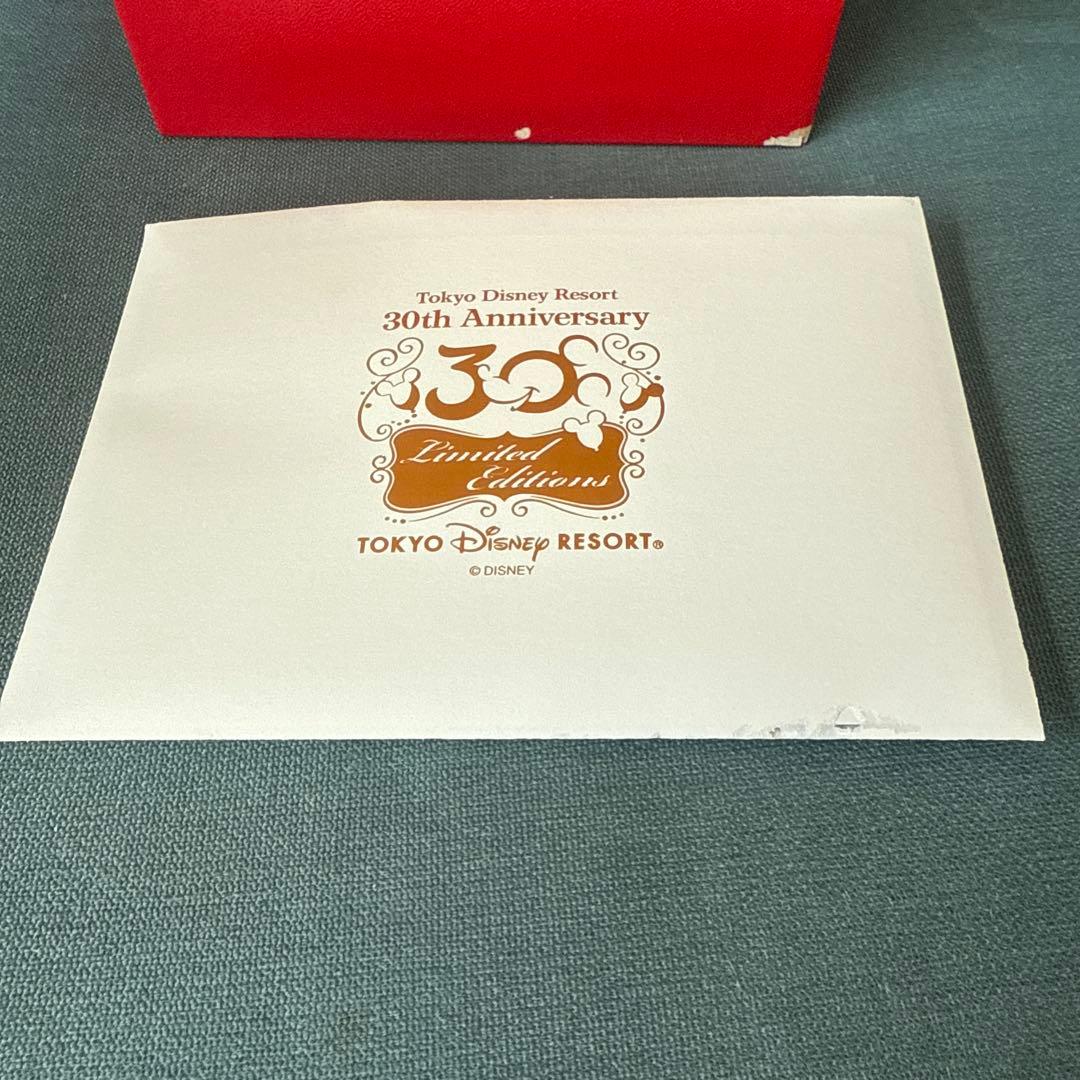 Tokyo Disney Resort
30th Anniversary
30
Limited
Editions
TOKYO Disney RESORT®
© DISNEY